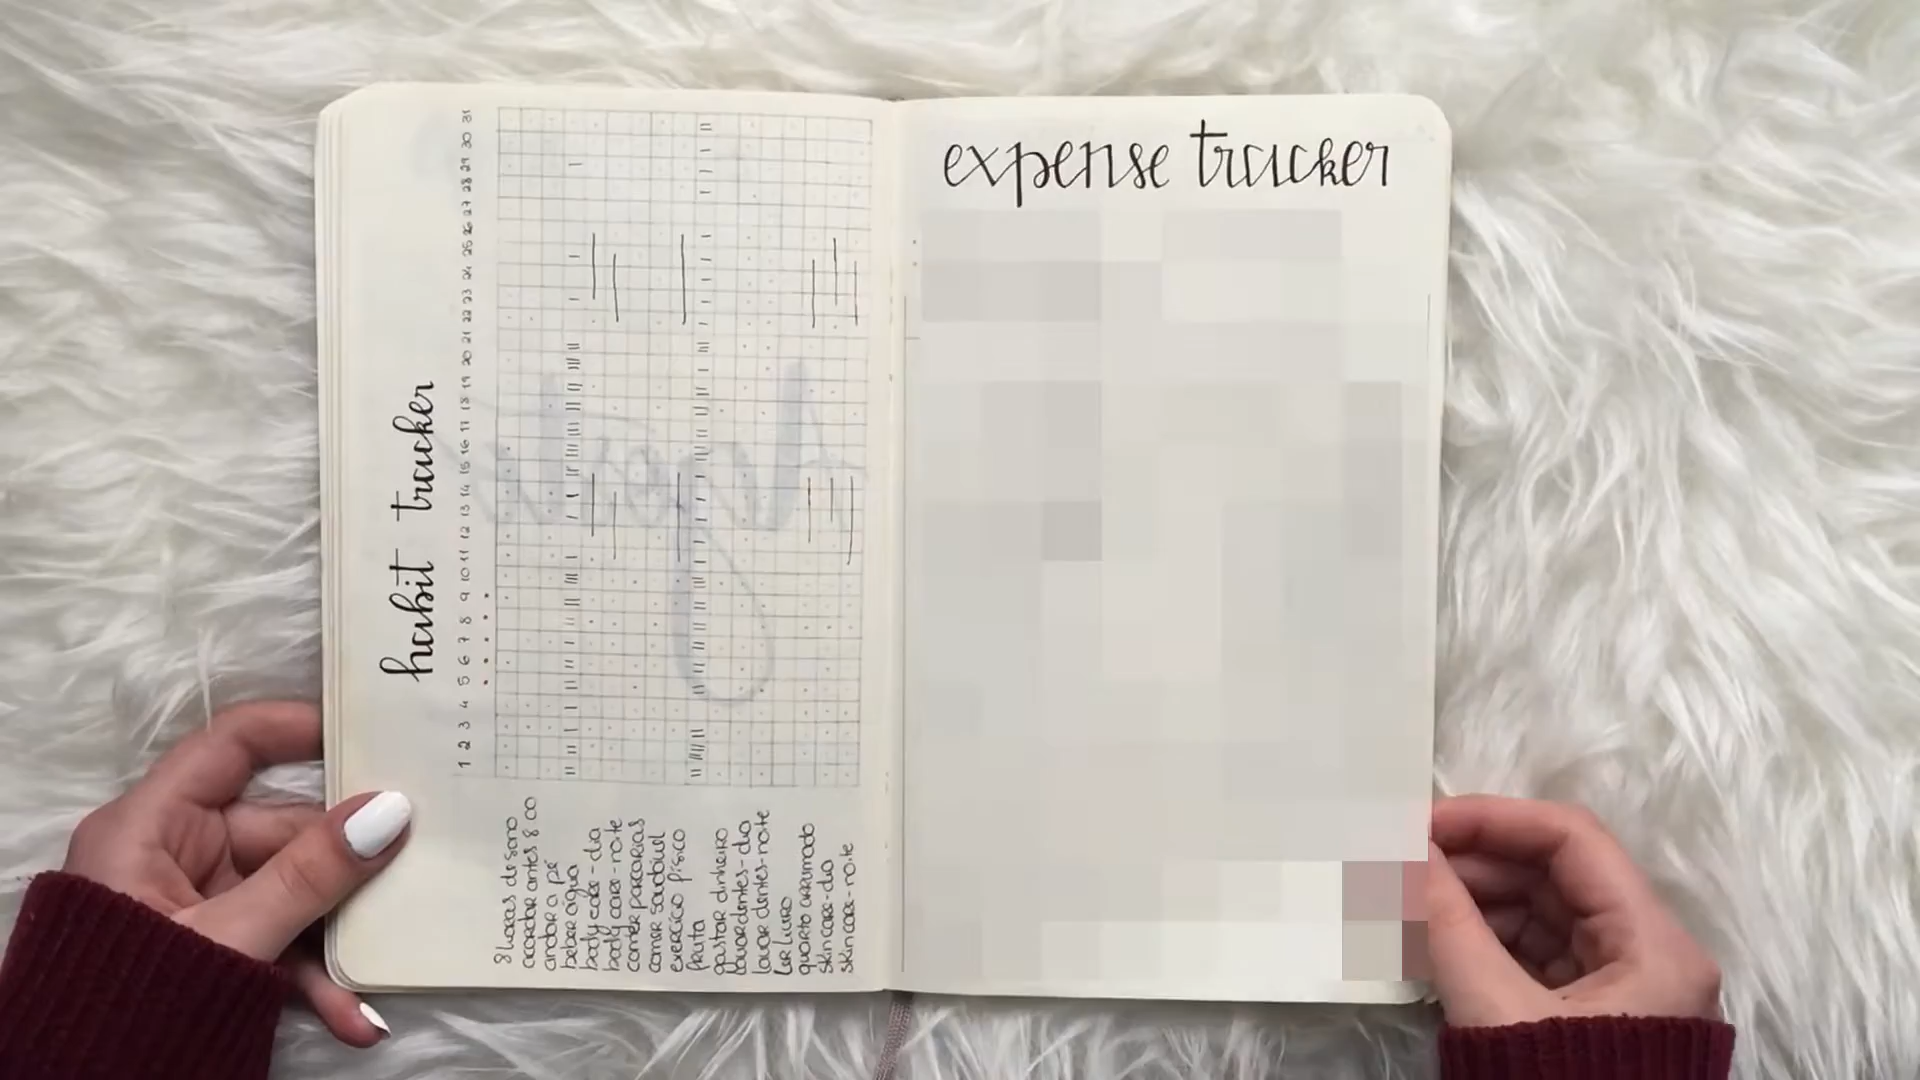 habit tracker
1 2 3 4 5 6 7 8 9 10 11 12 13 14 15 16 17 18 19 20 21 22 23 24 25 26 27 28 29 30 31
8 horas de sono
acordar antes 8:00
andar a pé
beber água
body care - dia
body care - noite
comer porcarias
comer saudável
exercício físico
fruta
gastar dinheiro
lavar dentes - dia
lavar dentes - noite
ler livro
quarto arrumado
skin care - dia
skin care - noite
expense tracker